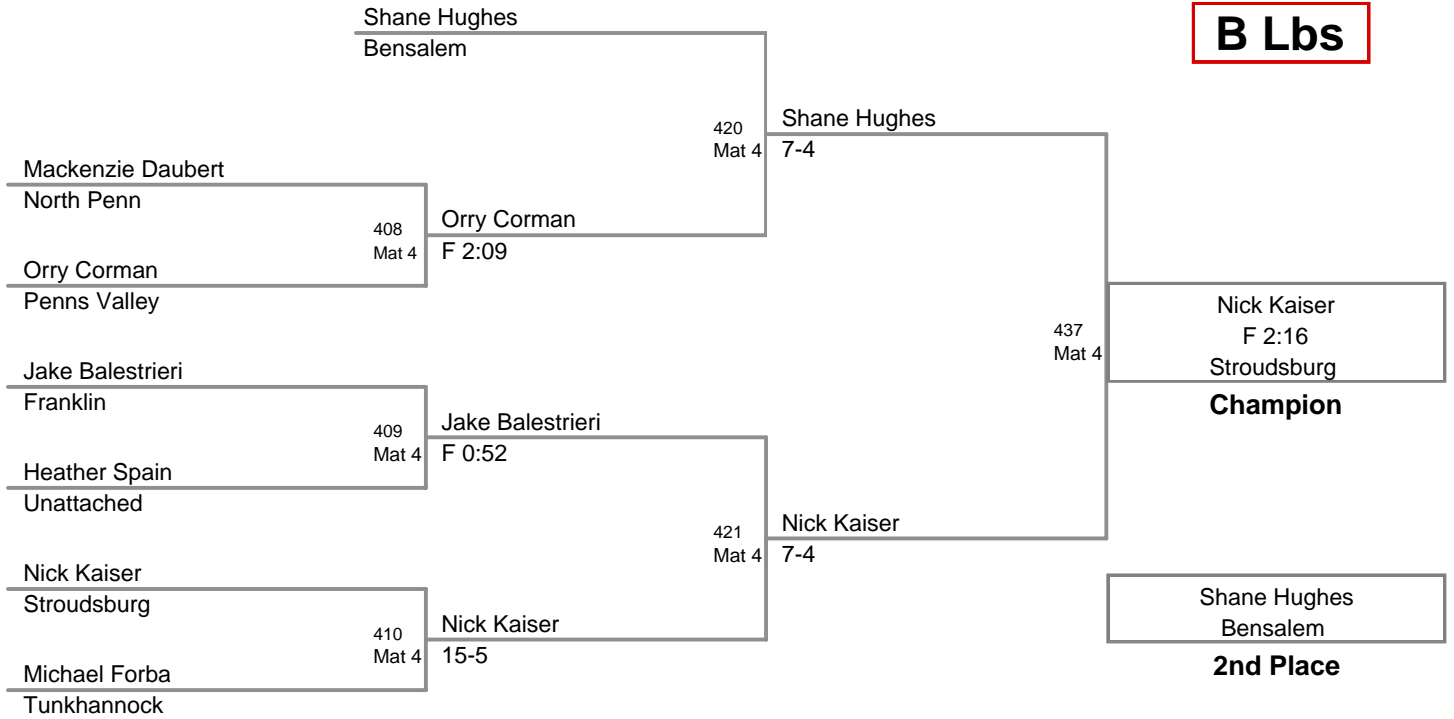 Shane Hughes
Bensalem
B Lbs
420
Mat 4
Shane Hughes
7-4
Mackenzie Daubert
North Penn
408
Mat 4
Orry Corman
F 2:09
Orry Corman
Penns Valley
437
Mat 4
Nick Kaiser
F 2:16
Stroudsburg
Champion
Jake Balestrieri
Franklin
409
Mat 4
Jake Balestrieri
F 0:52
Heather Spain
Unattached
421
Mat 4
Nick Kaiser
7-4
Nick Kaiser
Stroudsburg
410
Mat 4
Nick Kaiser
15-5
Michael Forba
Tunkhannock
Shane Hughes
Bensalem
2nd Place